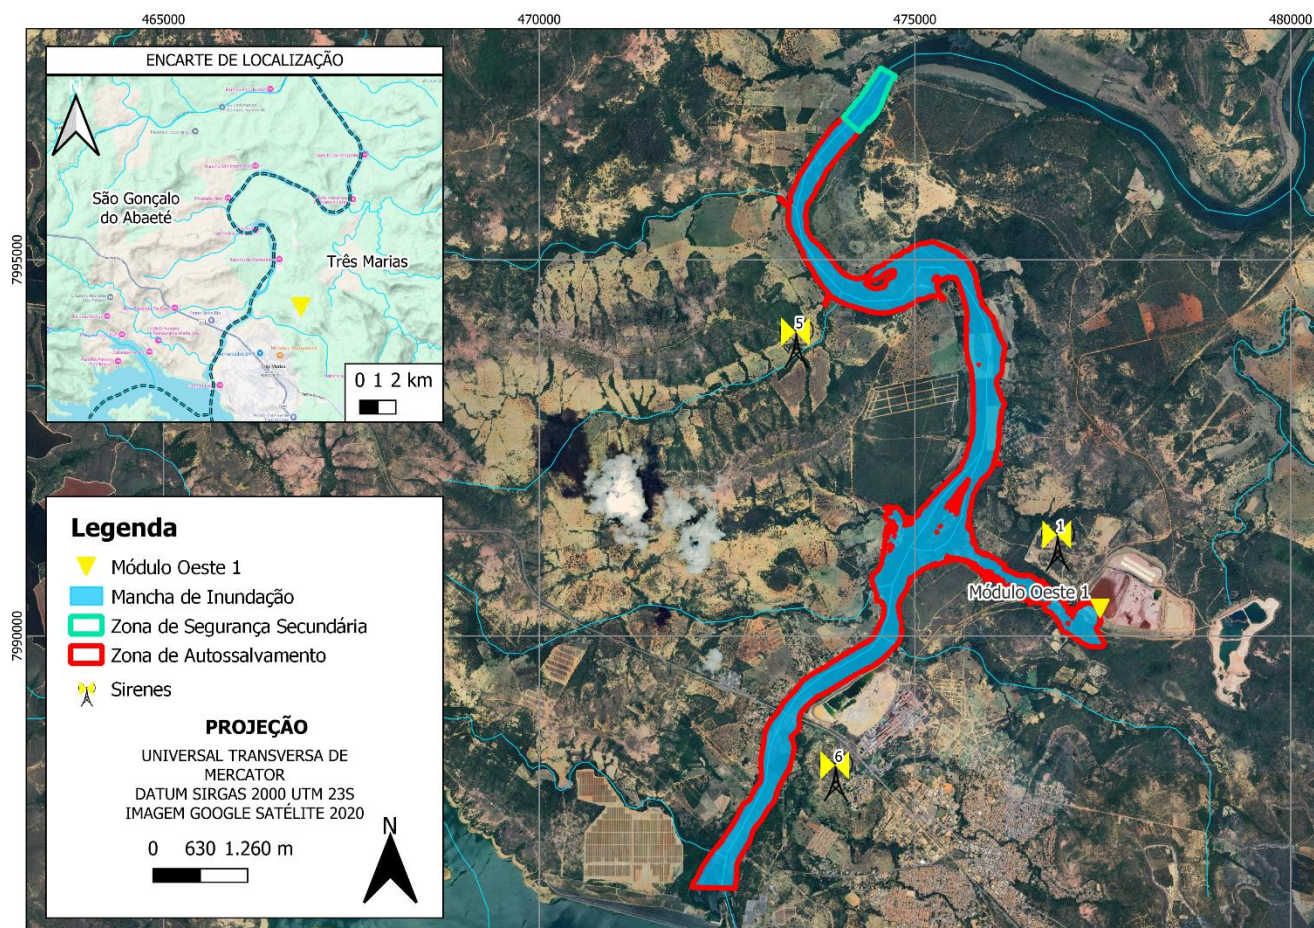 465000
470000
475000
480000
ENCARTE DE LOCALIZAÇÃO
São Gonçalo
do Abaeté
Três Marias
0 1 2 km
7995000
7995000
7990000
7990000
5
1
Módulo Oeste 1
6
Legenda
Módulo Oeste 1
Mancha de Inundação
Zona de Segurança Secundária
Zona de Autossalvamento
Sirenes
PROJEÇÃO
UNIVERSAL TRANSVERSA DE
MERCATOR
DATUM SIRGAS 2000 UTM 23S
IMAGEM GOOGLE SATÉLITE 2020
N
0 630 1.260 m